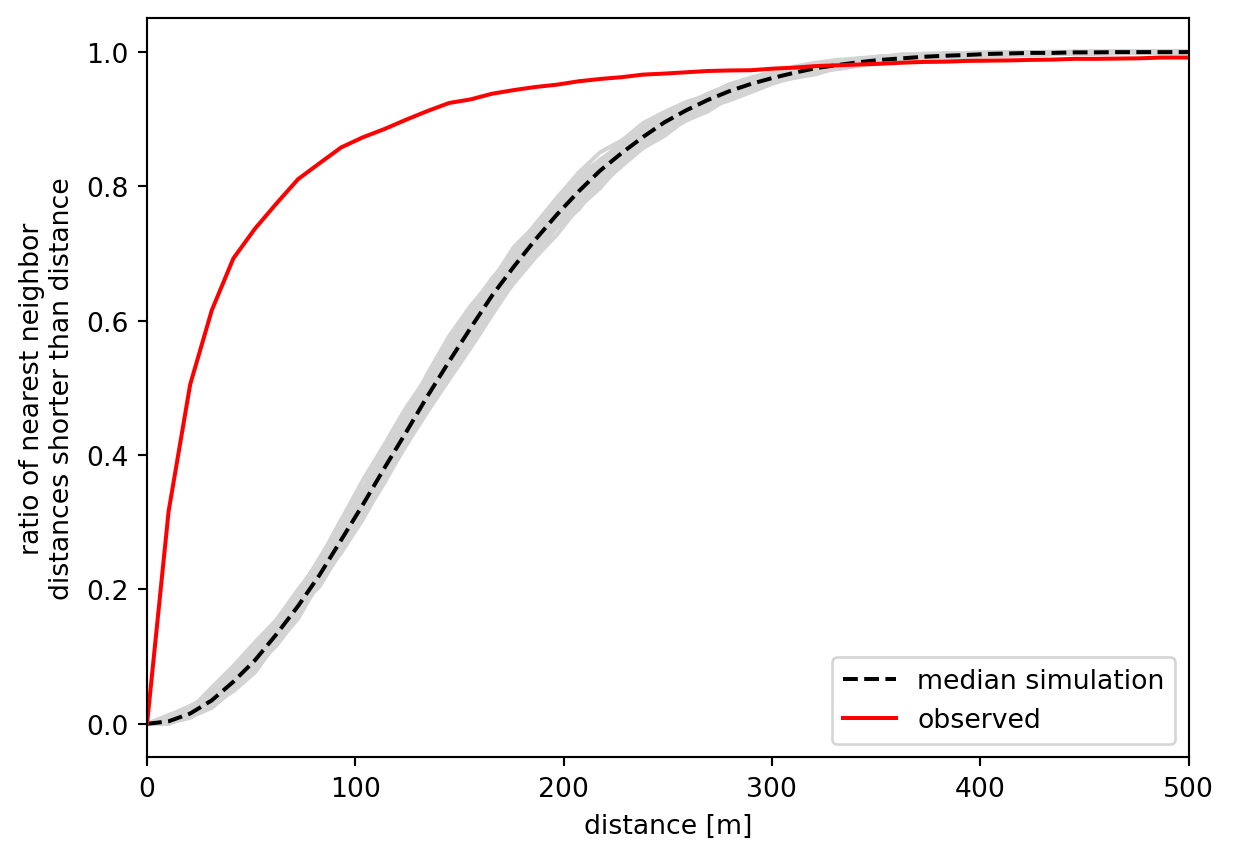 1.0
0.8
0.6
0.4
0.2
0.0
ratio of nearest neighbor
distances shorter than distance
median simulation
observed
0 100 200 300 400 500
distance [m]